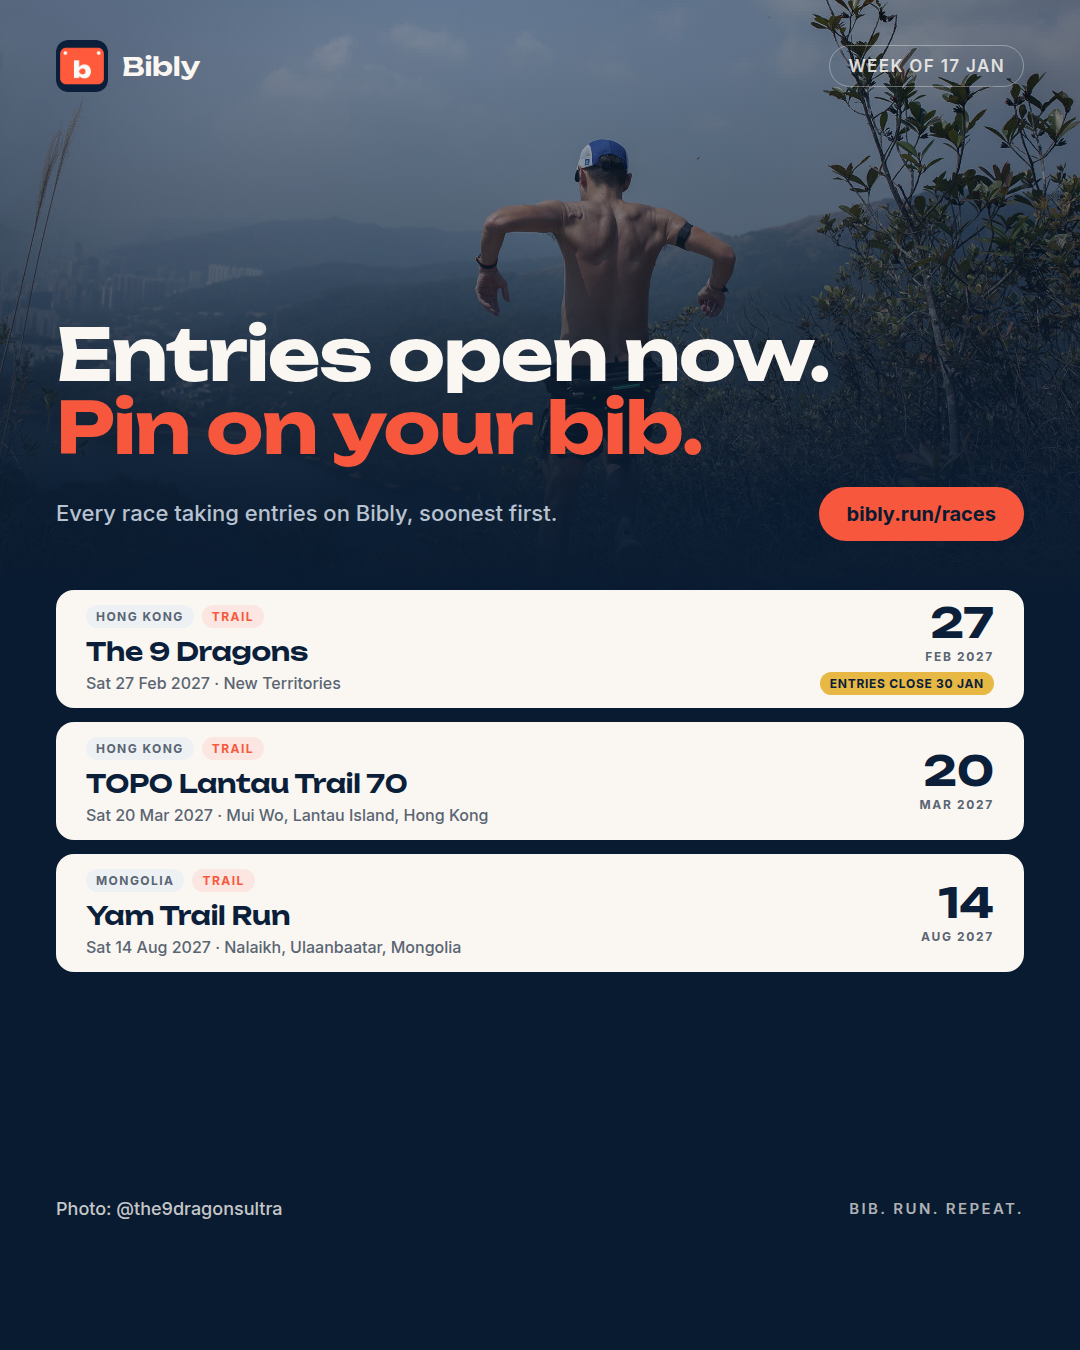 b Bibly
WEEK OF 17 JAN
Entries open now.
Pin on your bib.
Every race taking entries on Bibly, soonest first.
bibly.run/races
HONG KONG TRAIL
The 9 Dragons
Sat 27 Feb 2027 · New Territories
27
FEB 2027
ENTRIES CLOSE 30 JAN
HONG KONG TRAIL
TOPO Lantau Trail 70
Sat 20 Mar 2027 · Mui Wo, Lantau Island, Hong Kong
20
MAR 2027
MONGOLIA TRAIL
Yam Trail Run
Sat 14 Aug 2027 · Nalaikh, Ulaanbaatar, Mongolia
14
AUG 2027
Photo: @the9dragonsultra
BIB. RUN. REPEAT.